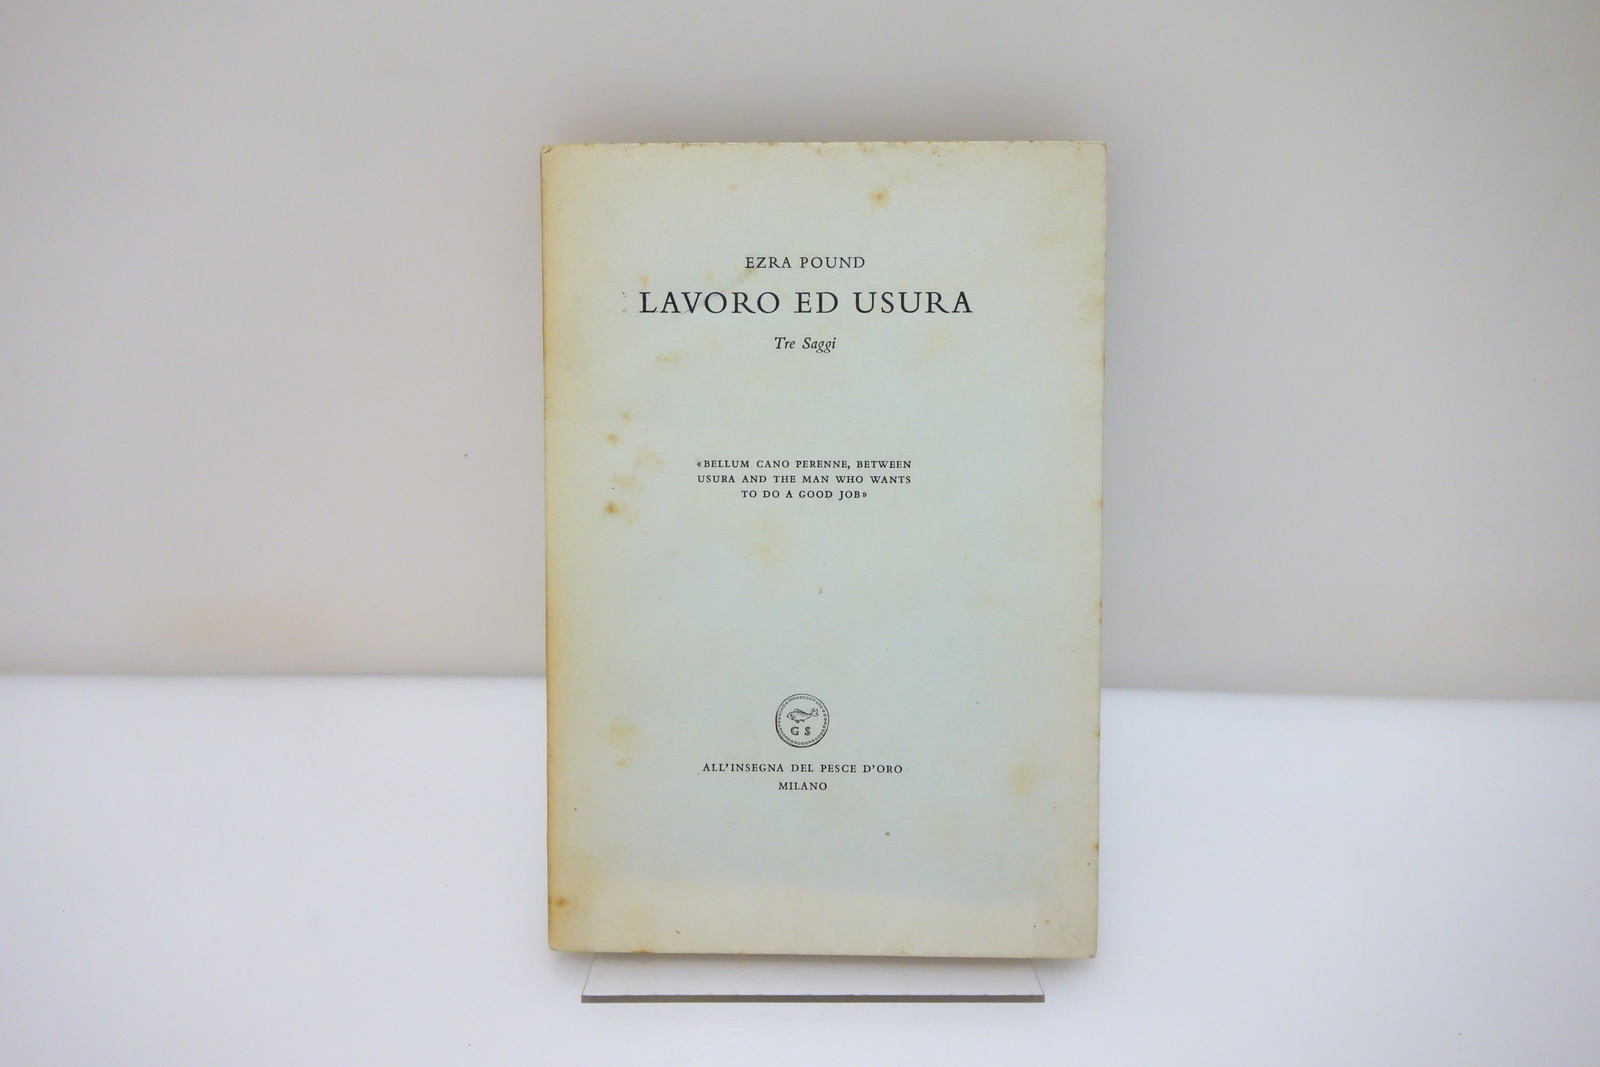 EZRA POUND
LAVORO ED USURA
Tre Saggi
«BELLUM CANO PERENNE, BETWEEN
USURA AND THE MAN WHO WANTS
TO DO A GOOD JOB»
G S
ALL'INSEGNA DEL PESCE D'ORO
MILANO